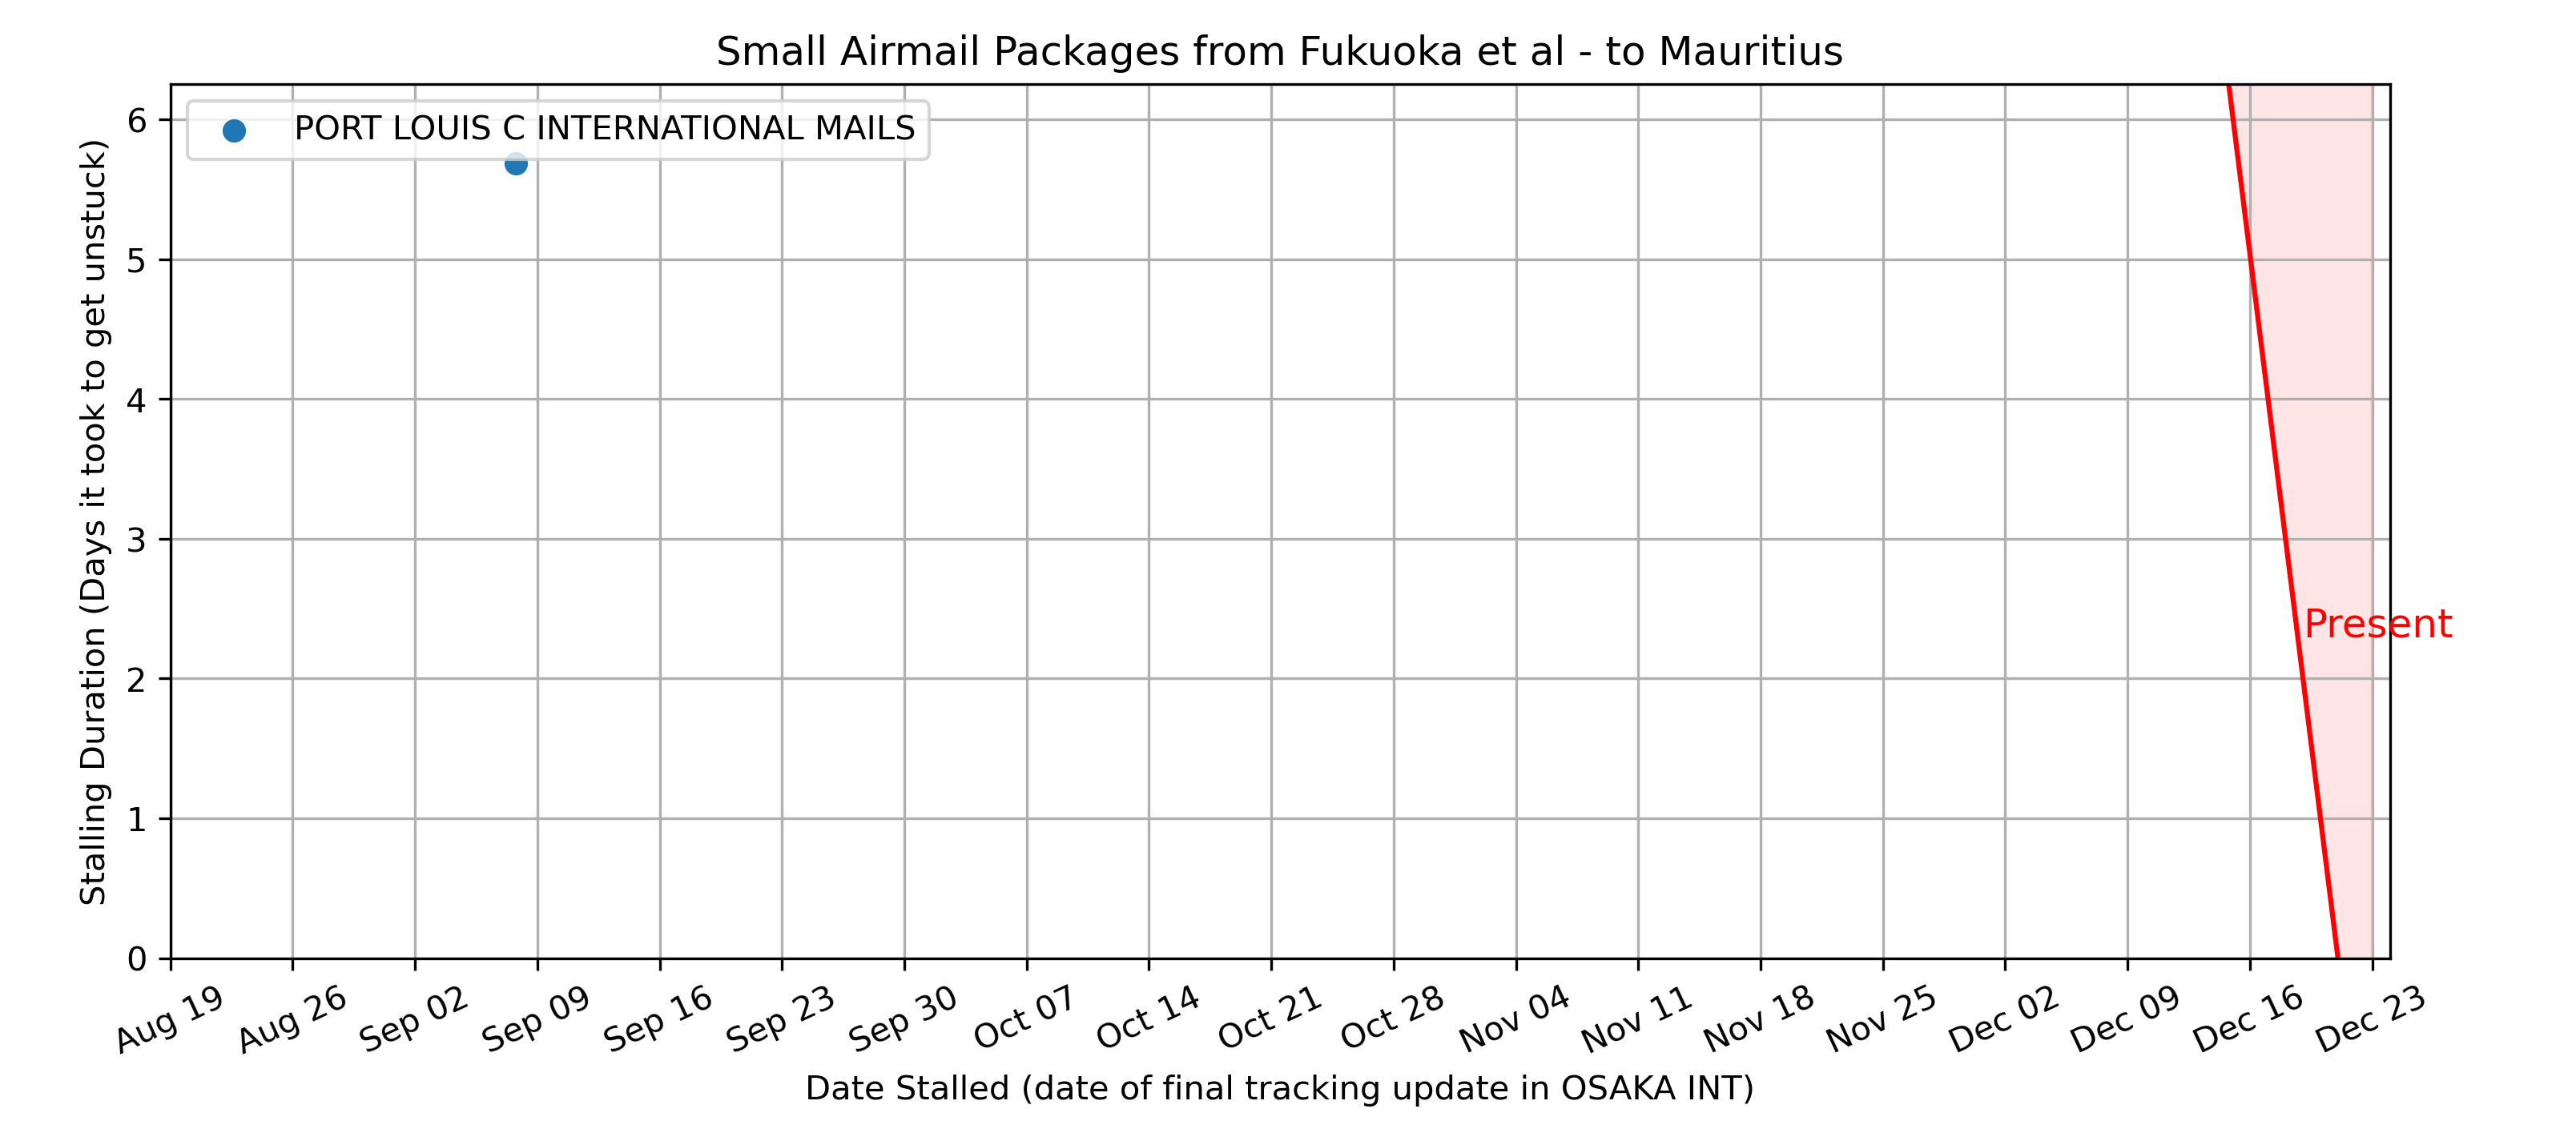 Small Airmail Packages from Fukuoka et al - to Mauritius
PORT LOUIS C INTERNATIONAL MAILS
Stalling Duration (Days it took to get unstuck)
6
5
4
3
2
1
0
Present
Aug 19
Aug 26
Sep 02
Sep 09
Sep 16
Sep 23
Sep 30
Oct 07
Oct 14
Oct 21
Oct 28
Nov 04
Nov 11
Nov 18
Nov 25
Dec 02
Dec 09
Dec 16
Dec 23
Date Stalled (date of final tracking update in OSAKA INT)